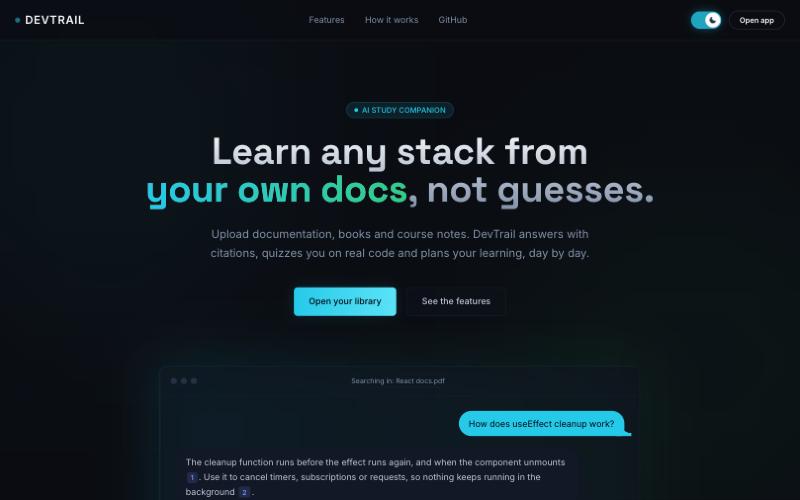 DEVTRAIL
Features
How it works
GitHub
Open app
AI STUDY COMPANION
Learn any stack from
your own docs, not guesses.
Upload documentation, books and course notes. DevTrail answers with
citations, quizzes you on real code and plans your learning, day by day.
Open your library
See the features
Searching in: React docs.pdf
How does useEffect cleanup work?
The cleanup function runs before the effect runs again, and when the component unmounts
1 . Use it to cancel timers, subscriptions or requests, so nothing keeps running in the
background 2 .